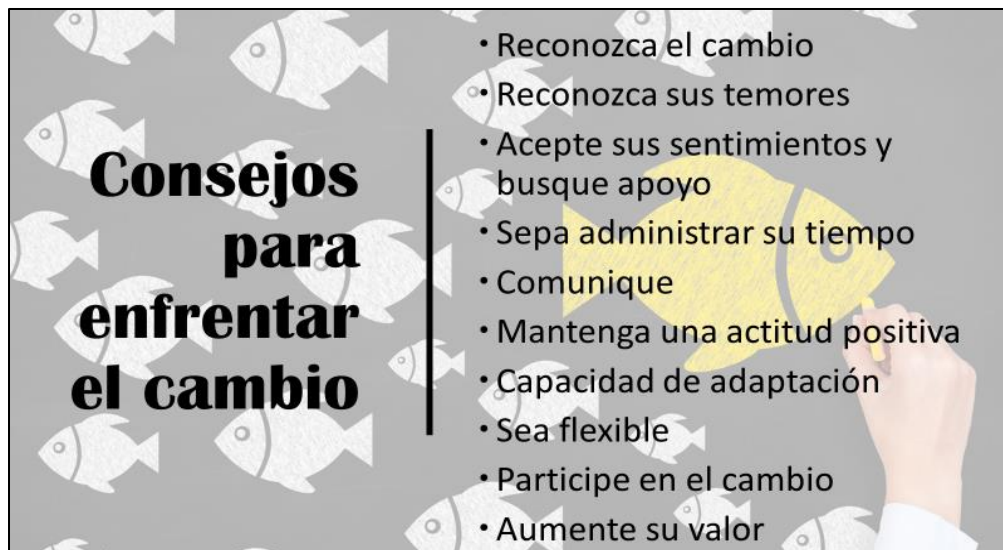 Consejos
para
enfrentar
el cambio
• Reconozca el cambio
• Reconozca sus temores
• Acepte sus sentimientos y
busque apoyo
• Sepa administrar su tiempo
• Comunique
• Mantenga una actitud positiva
• Capacidad de adaptación
• Sea flexible
• Participe en el cambio
• Aumente su valor